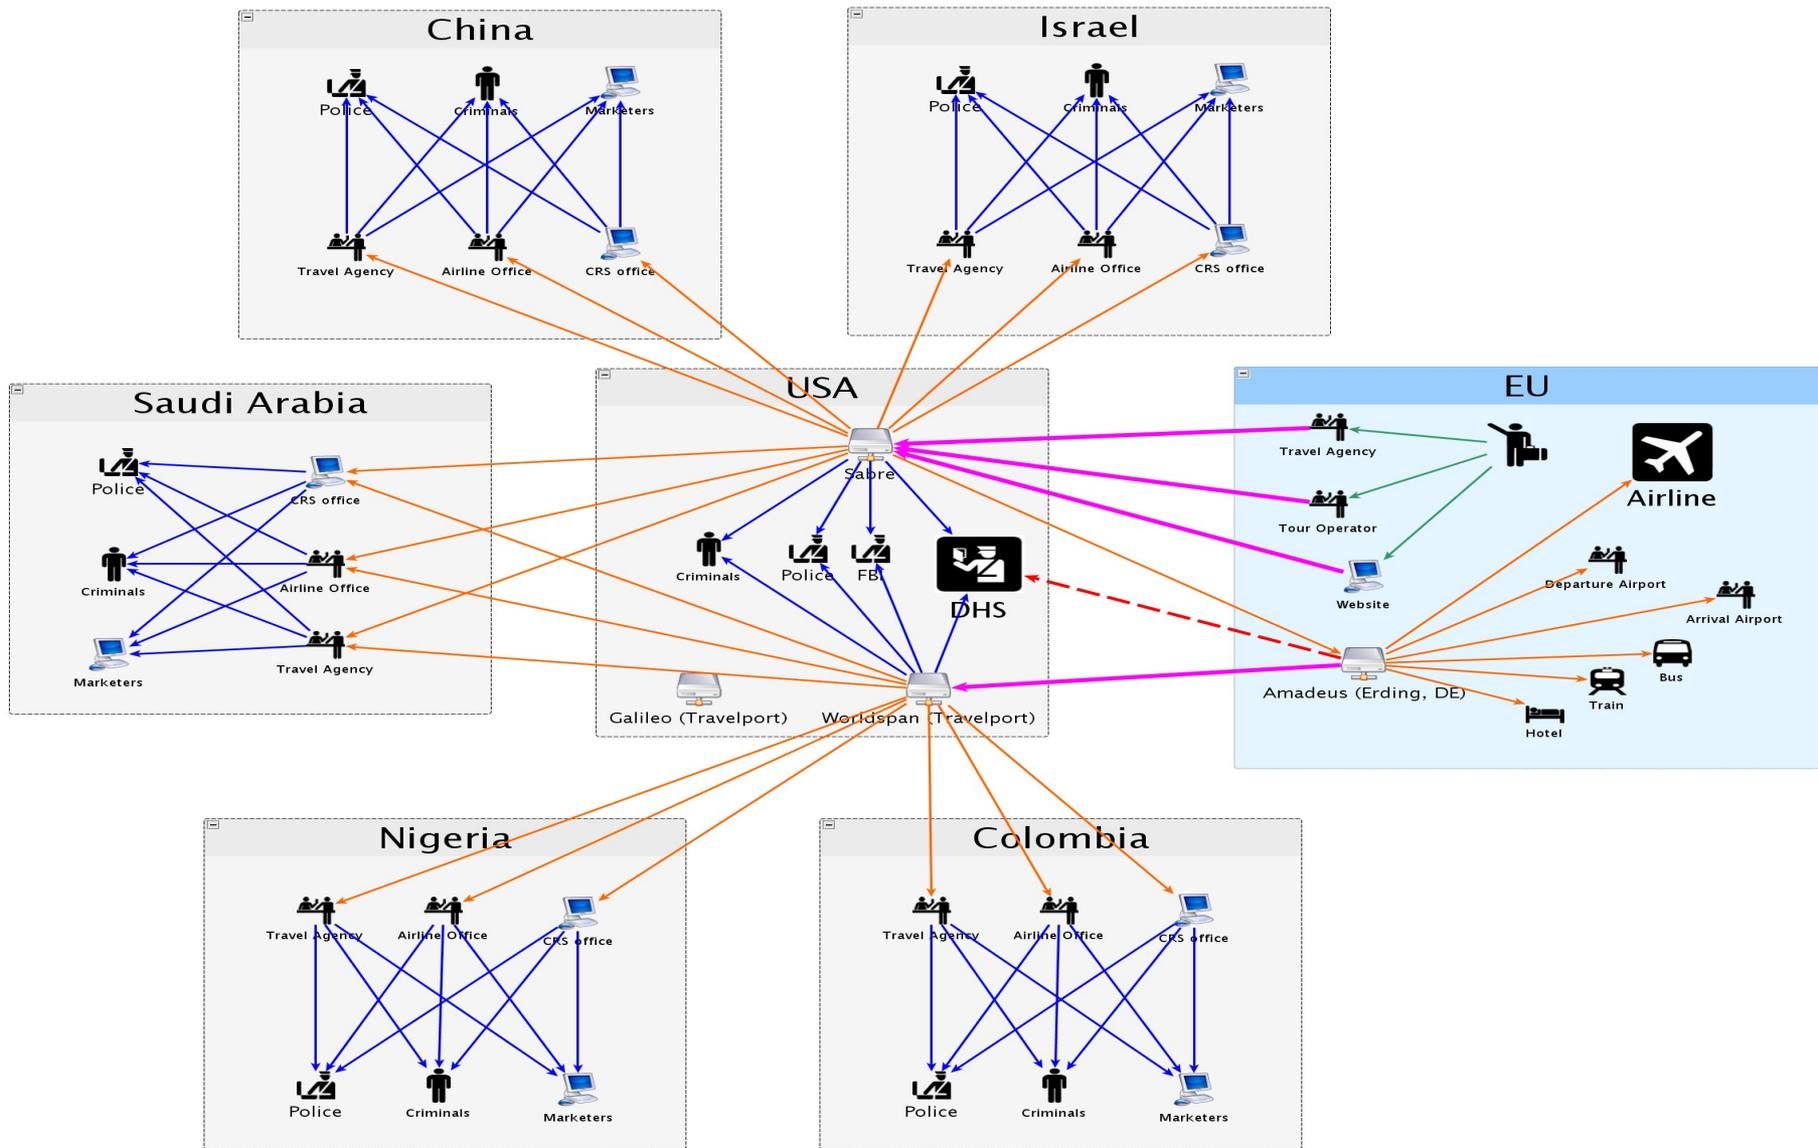 China
Police
Criminals
Marketers
Travel Agency
Airline Office
CRS office
Israel
Police
Criminals
Marketers
Travel Agency
Airline Office
CRS office
Saudi Arabia
Police
CRS office
Criminals
Airline Office
Marketers
Travel Agency
USA
Sabre
Criminals
Police
FBI
DHS
Galileo (Travelport)
Worldspan (Travelport)
EU
Travel Agency
Airline
Tour Operator
Departure Airport
Website
Arrival Airport
Amadeus (Erding, DE)
Bus
Train
Hotel
Nigeria
Travel Agency
Airline Office
CRS office
Police
Criminals
Marketers
Colombia
Travel Agency
Airline Office
CRS office
Police
Criminals
Marketers